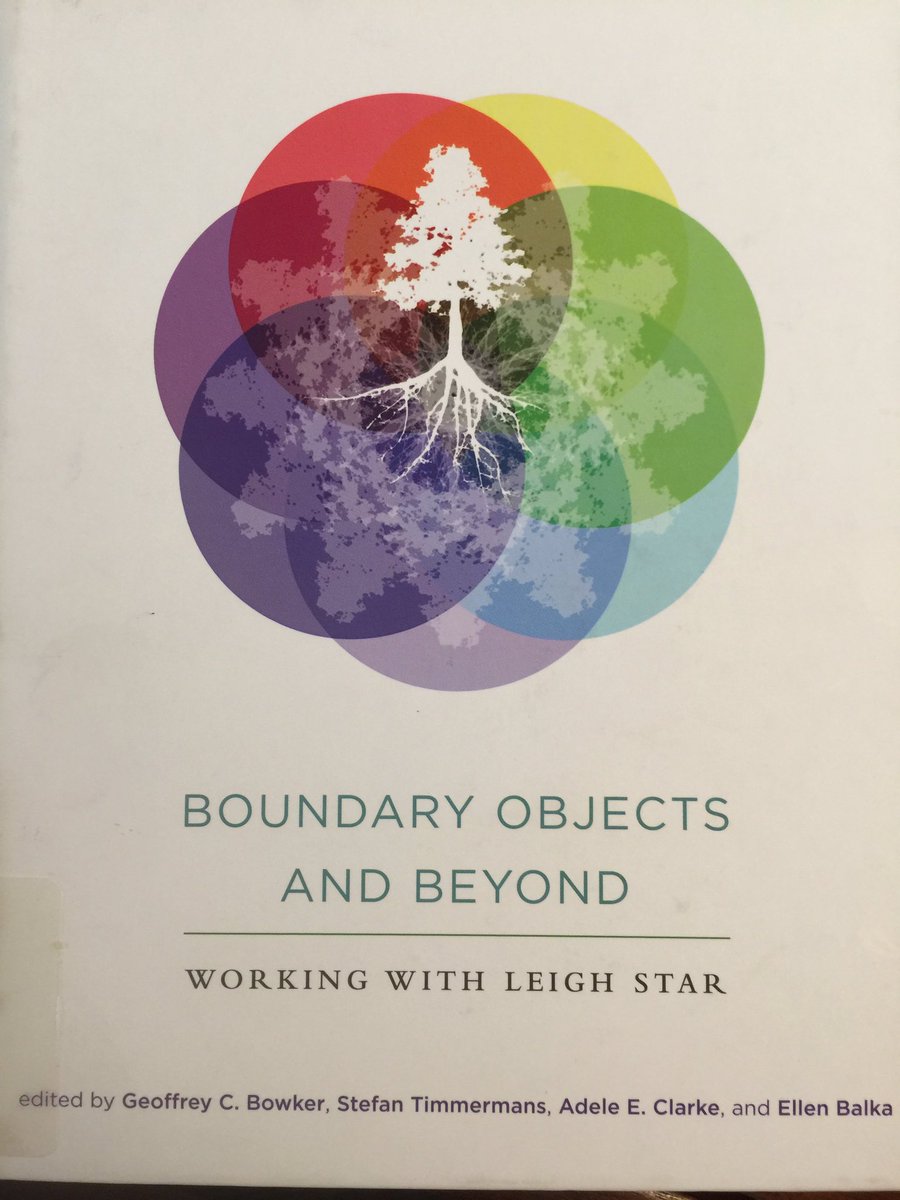 BOUNDARY OBJECTS
AND BEYOND
WORKING WITH LEIGH STAR
edited by Geoffrey C. Bowker, Stefan Timmermans, Adele E. Clarke, and Ellen Balka